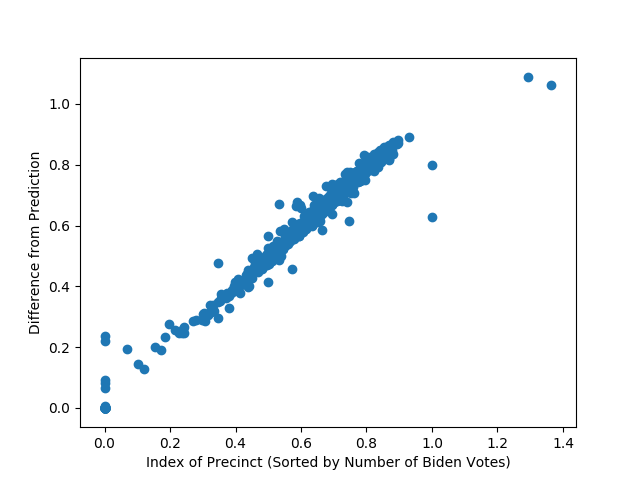 1.0
0.8
0.6
0.4
0.2
0.0
Difference from Prediction
0.0 0.2 0.4 0.6 0.8 1.0 1.2 1.4
Index of Precinct (Sorted by Number of Biden Votes)